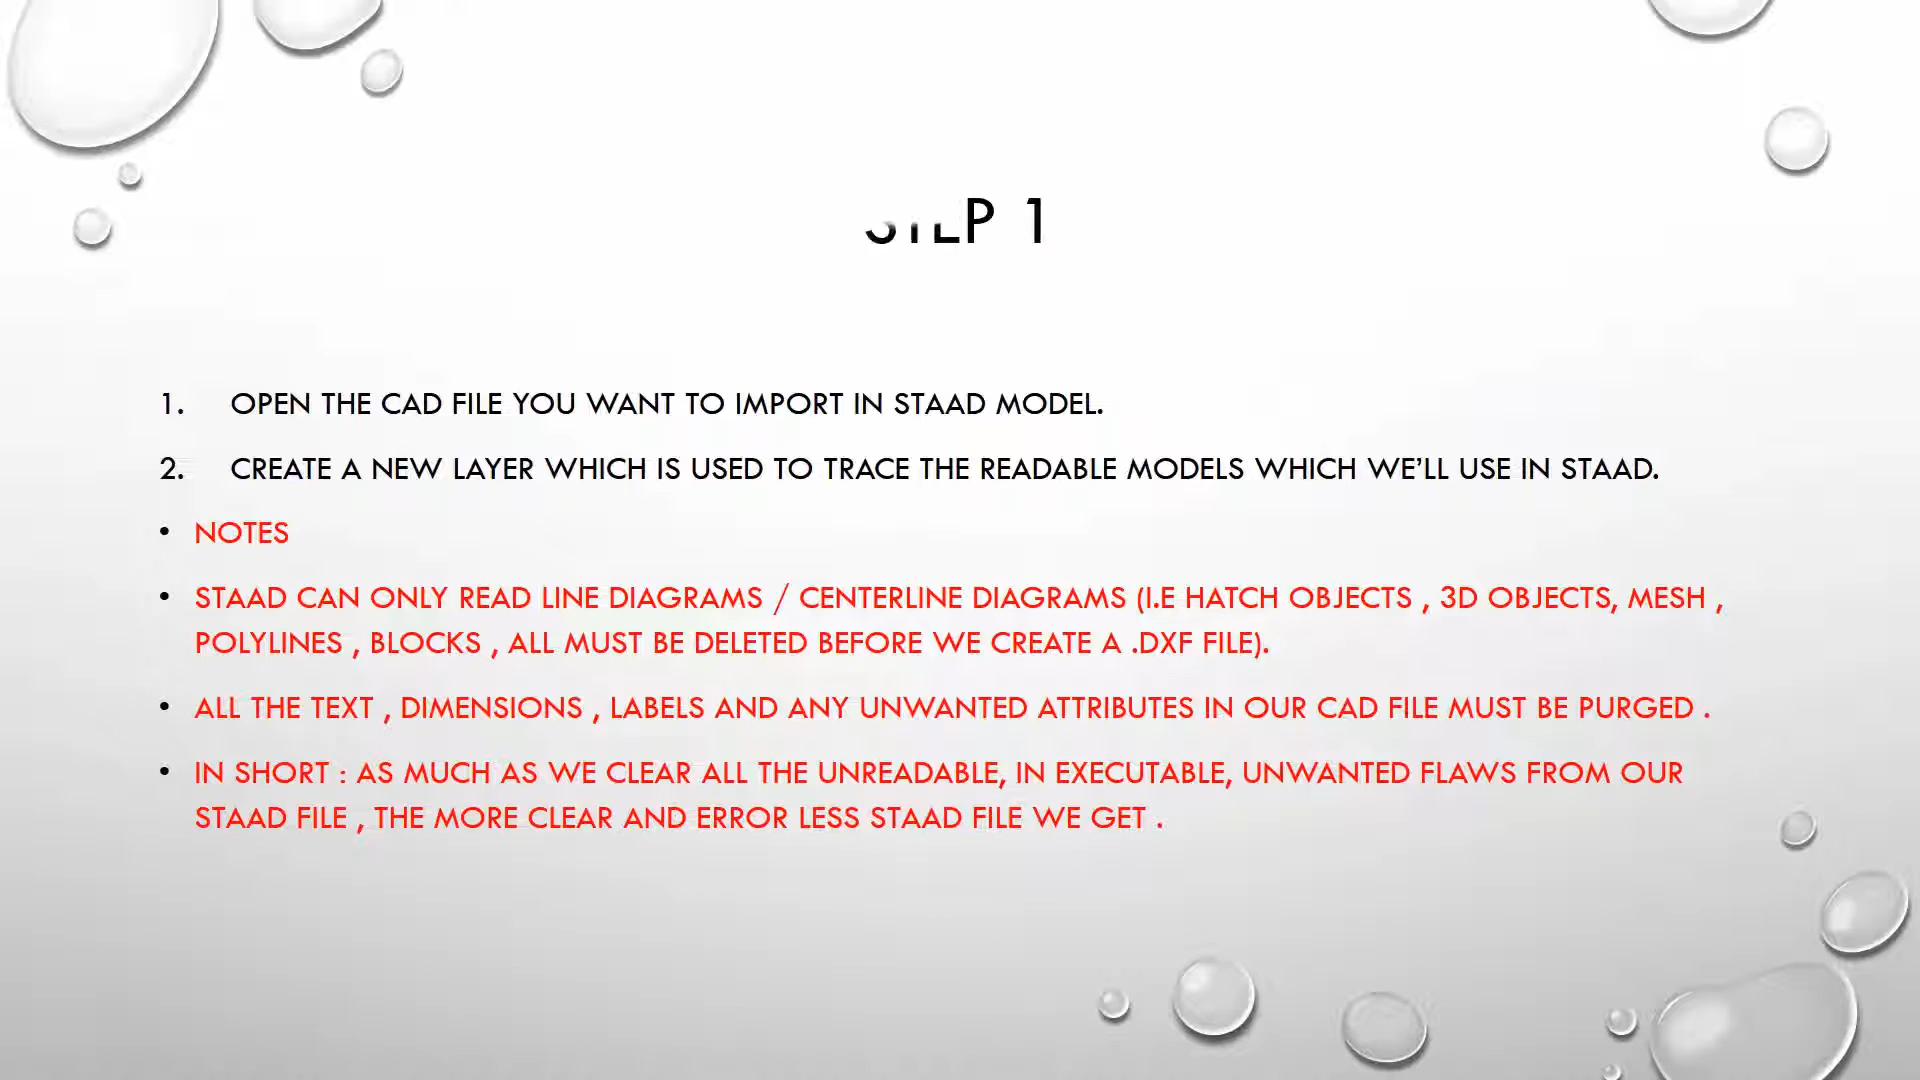 STEP 1
1. OPEN THE CAD FILE YOU WANT TO IMPORT IN STAAD MODEL.
2. CREATE A NEW LAYER WHICH IS USED TO TRACE THE READABLE MODELS WHICH WE’LL USE IN STAAD.
• NOTES
• STAAD CAN ONLY READ LINE DIAGRAMS / CENTERLINE DIAGRAMS (I.E HATCH OBJECTS , 3D OBJECTS, MESH ,
POLYLINES , BLOCKS , ALL MUST BE DELETED BEFORE WE CREATE A .DXF FILE).
• ALL THE TEXT , DIMENSIONS , LABELS AND ANY UNWANTED ATTRIBUTES IN OUR CAD FILE MUST BE PURGED .
• IN SHORT : AS MUCH AS WE CLEAR ALL THE UNREADABLE, IN EXECUTABLE, UNWANTED FLAWS FROM OUR
STAAD FILE , THE MORE CLEAR AND ERROR LESS STAAD FILE WE GET .